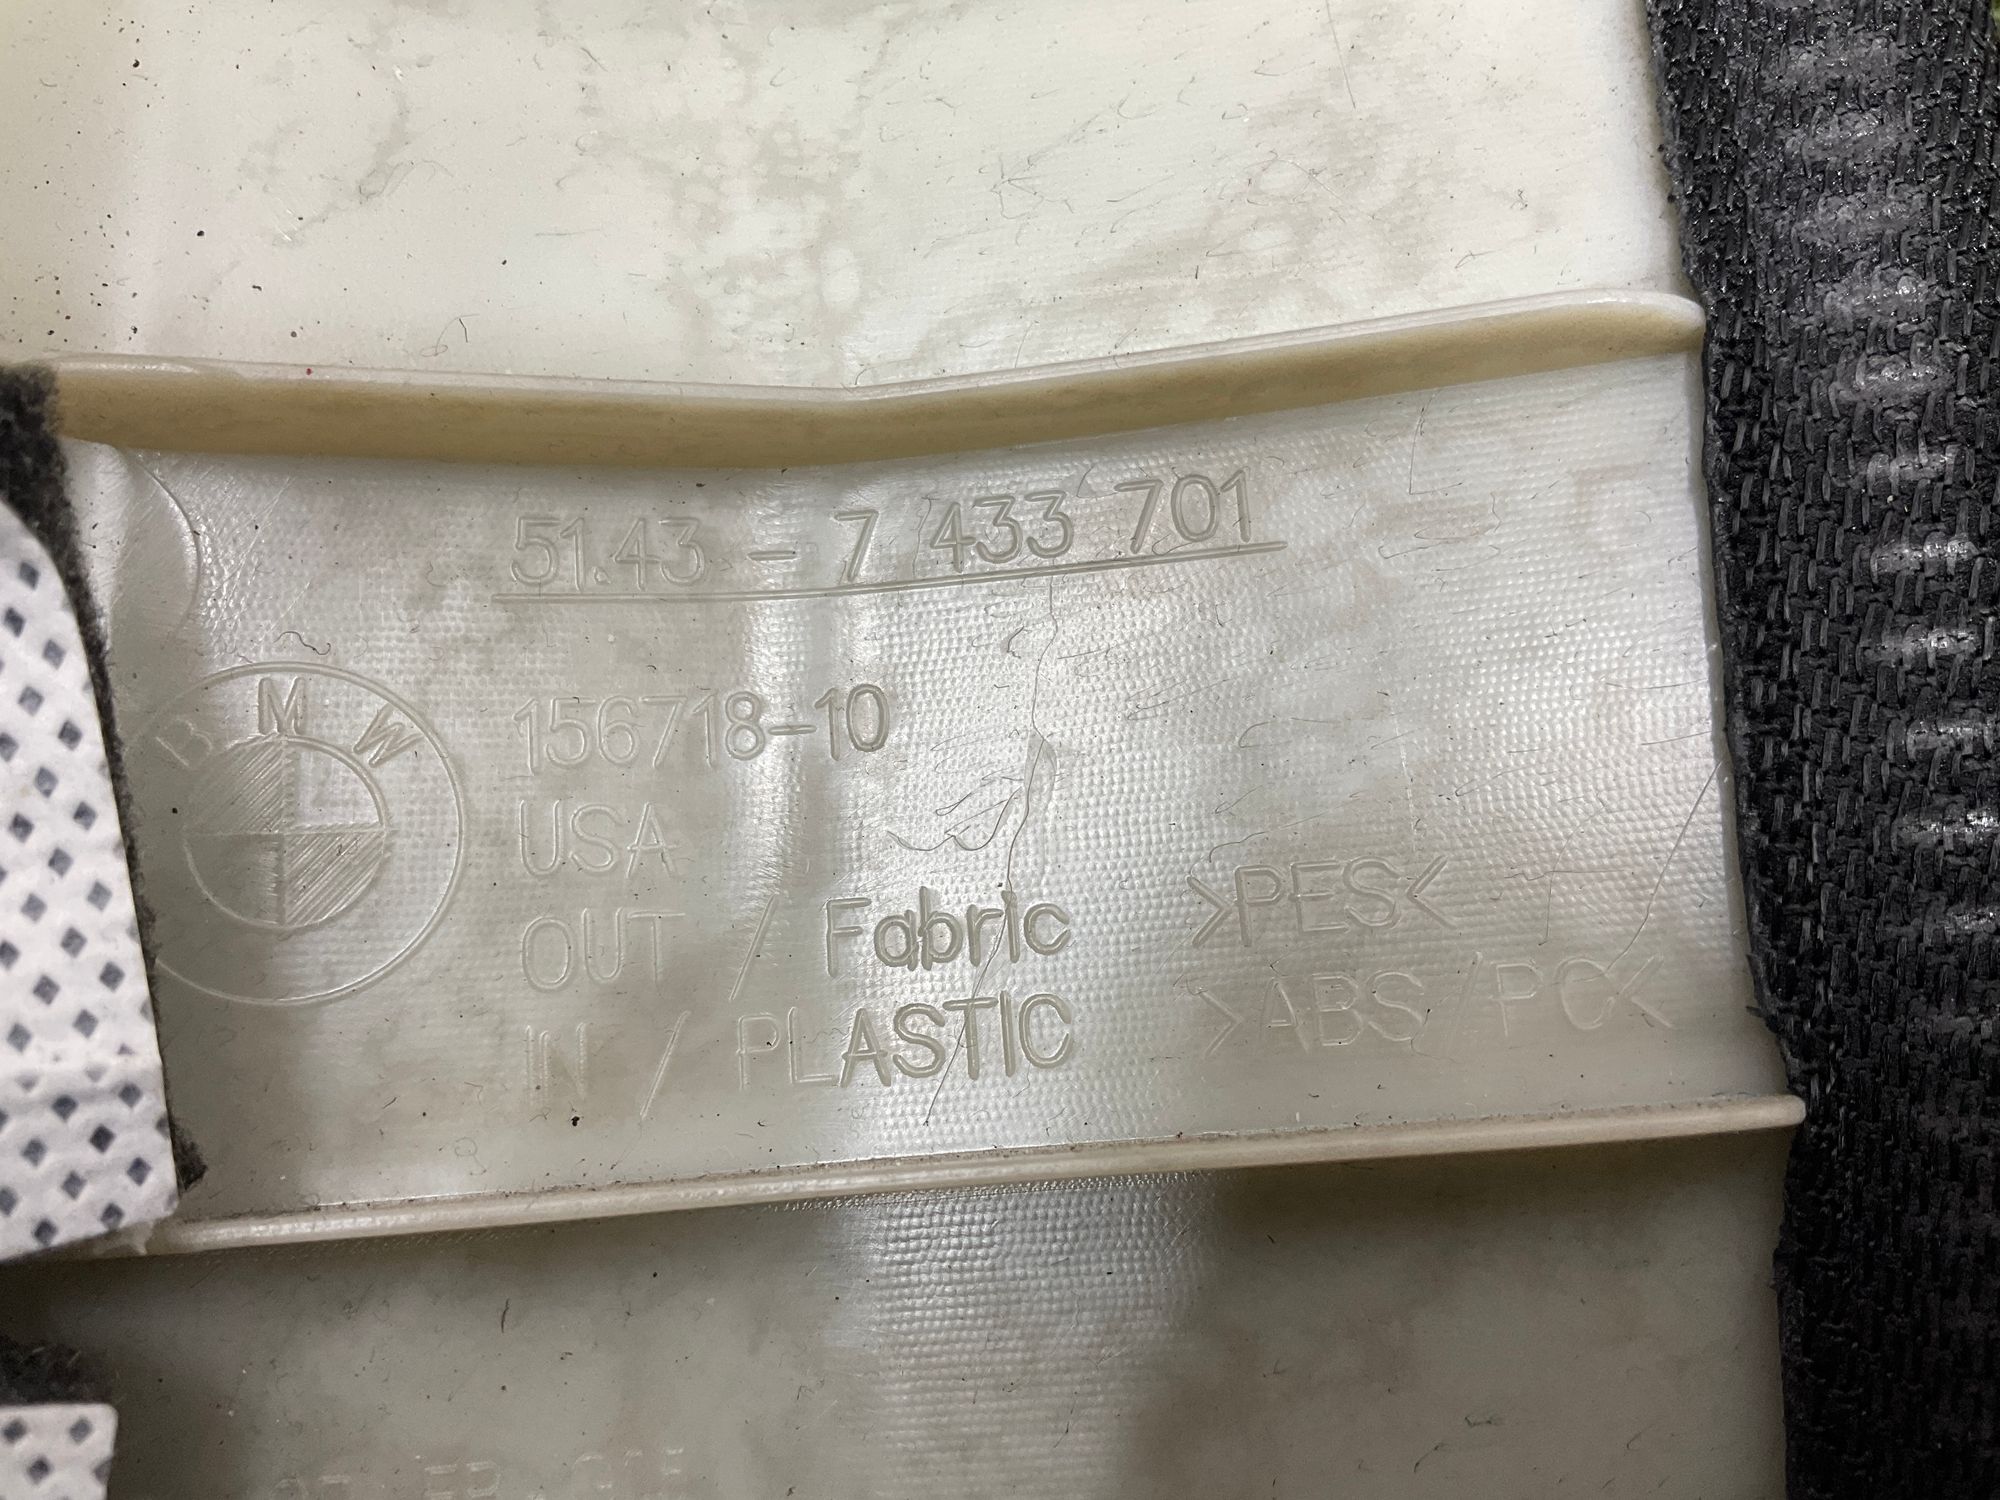 51.43 - 7 433 701
BMW
156718-10
USA
OUT / Fabric >PES<
IN / PLASTIC >ABS/PC<